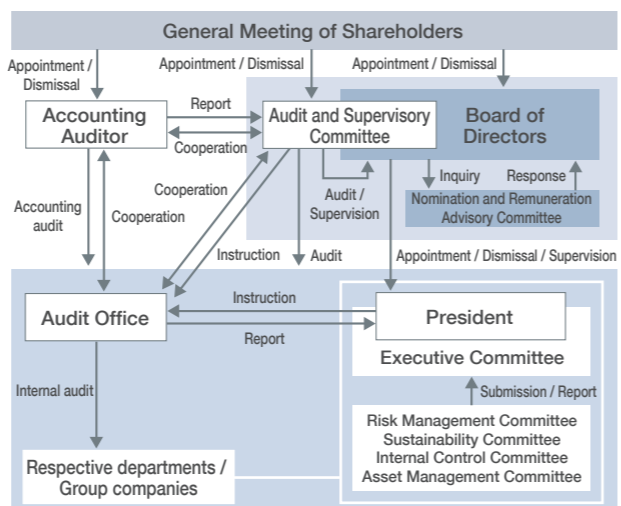 General Meeting of Shareholders
Appointment /
Dismissal
Appointment / Dismissal
Appointment / Dismissal
Accounting
Auditor
Report
Cooperation
Audit and Supervisory
Committee
Board of
Directors
Inquiry
Response
Nomination and Remuneration
Advisory Committee
Audit /
Supervision
Accounting
audit
Cooperation
Cooperation
Instruction
Audit
Appointment / Dismissal / Supervision
Audit Office
Instruction
Report
President
Executive Committee
Internal audit
Submission / Report
Risk Management Committee
Sustainability Committee
Internal Control Committee
Asset Management Committee
Respective departments /
Group companies